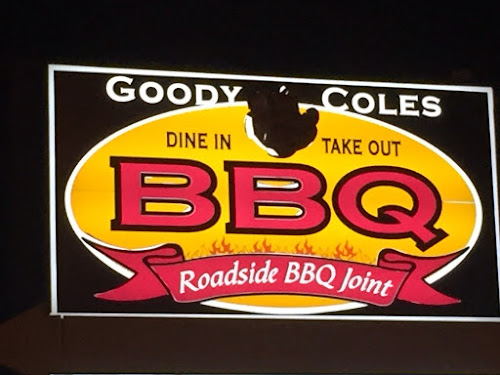 GOODY COLES
DINE IN TAKE OUT
BBQ
Roadside BBQ Joint